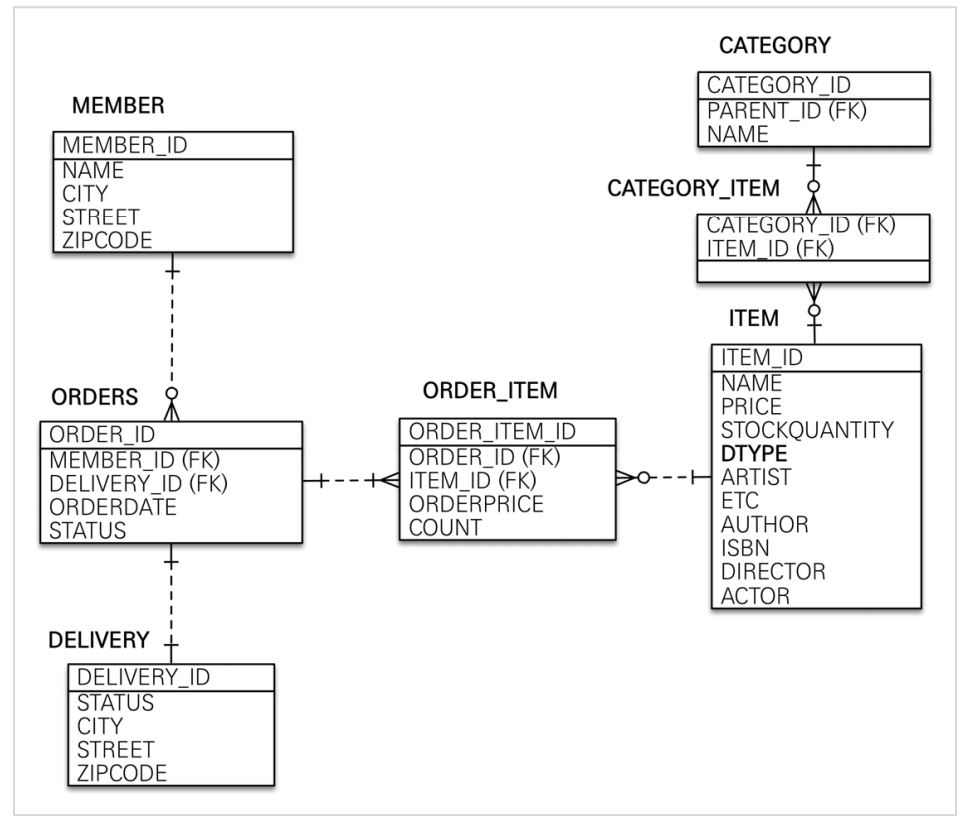 CATEGORY
CATEGORY_ID
PARENT_ID (FK)
NAME
MEMBER
MEMBER_ID
NAME
CITY
STREET
ZIPCODE
CATEGORY_ITEM
CATEGORY_ID (FK)
ITEM_ID (FK)
ITEM
ITEM_ID
NAME
PRICE
STOCKQUANTITY
DTYPE
ARTIST
ETC
AUTHOR
ISBN
DIRECTOR
ACTOR
ORDERS
ORDER_ID
MEMBER_ID (FK)
DELIVERY_ID (FK)
ORDERDATE
STATUS
ORDER_ITEM
ORDER_ITEM_ID
ORDER_ID (FK)
ITEM_ID (FK)
ORDERPRICE
COUNT
DELIVERY
DELIVERY_ID
STATUS
CITY
STREET
ZIPCODE